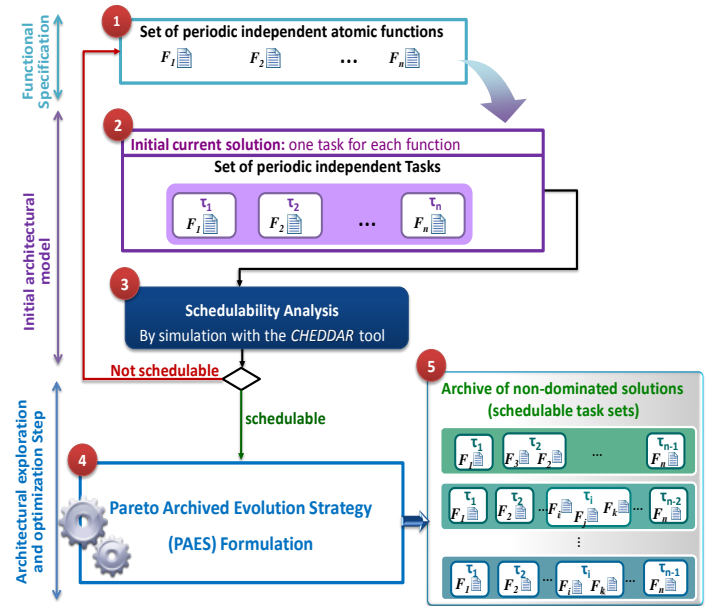 Functional
Specification
1
Set of periodic independent atomic functions
F1 F2 ... Fn
2
Initial current solution: one task for each function
Set of periodic independent Tasks
τ1 τ2 τn
F1 F2 ... Fn
Initial architectural
model
3
Schedulability Analysis
By simulation with the CHEDDAR tool
Not schedulable
schedulable
Architectural exploration
and optimization Step
4
Pareto Archived Evolution Strategy
(PAES) Formulation
5
Archive of non-dominated solutions
(schedulable task sets)
τ1 τ2 ... τn-1
F1 F3 F2 Fn
τ1 τ2 ... τi ... τn-2
F1 F2 Fi Fj Fk Fn
⋮
τ1 τ2 ... τi ... τn-1
F1 F2 Fi Fk Fn